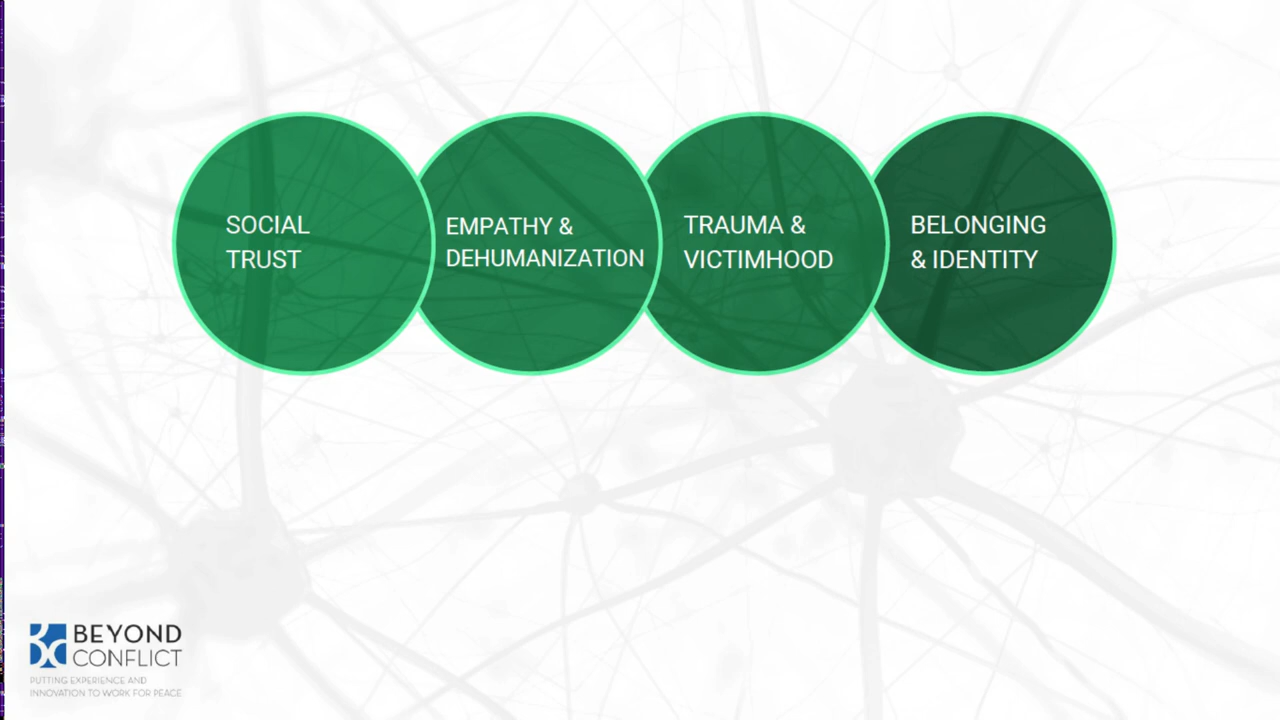 SOCIAL
TRUST
EMPATHY &
DEHUMANIZATION
TRAUMA &
VICTIMHOOD
BELONGING
& IDENTITY
BEYOND
CONFLICT
PUTTING EXPERIENCE AND
INNOVATION TO WORK FOR PEACE